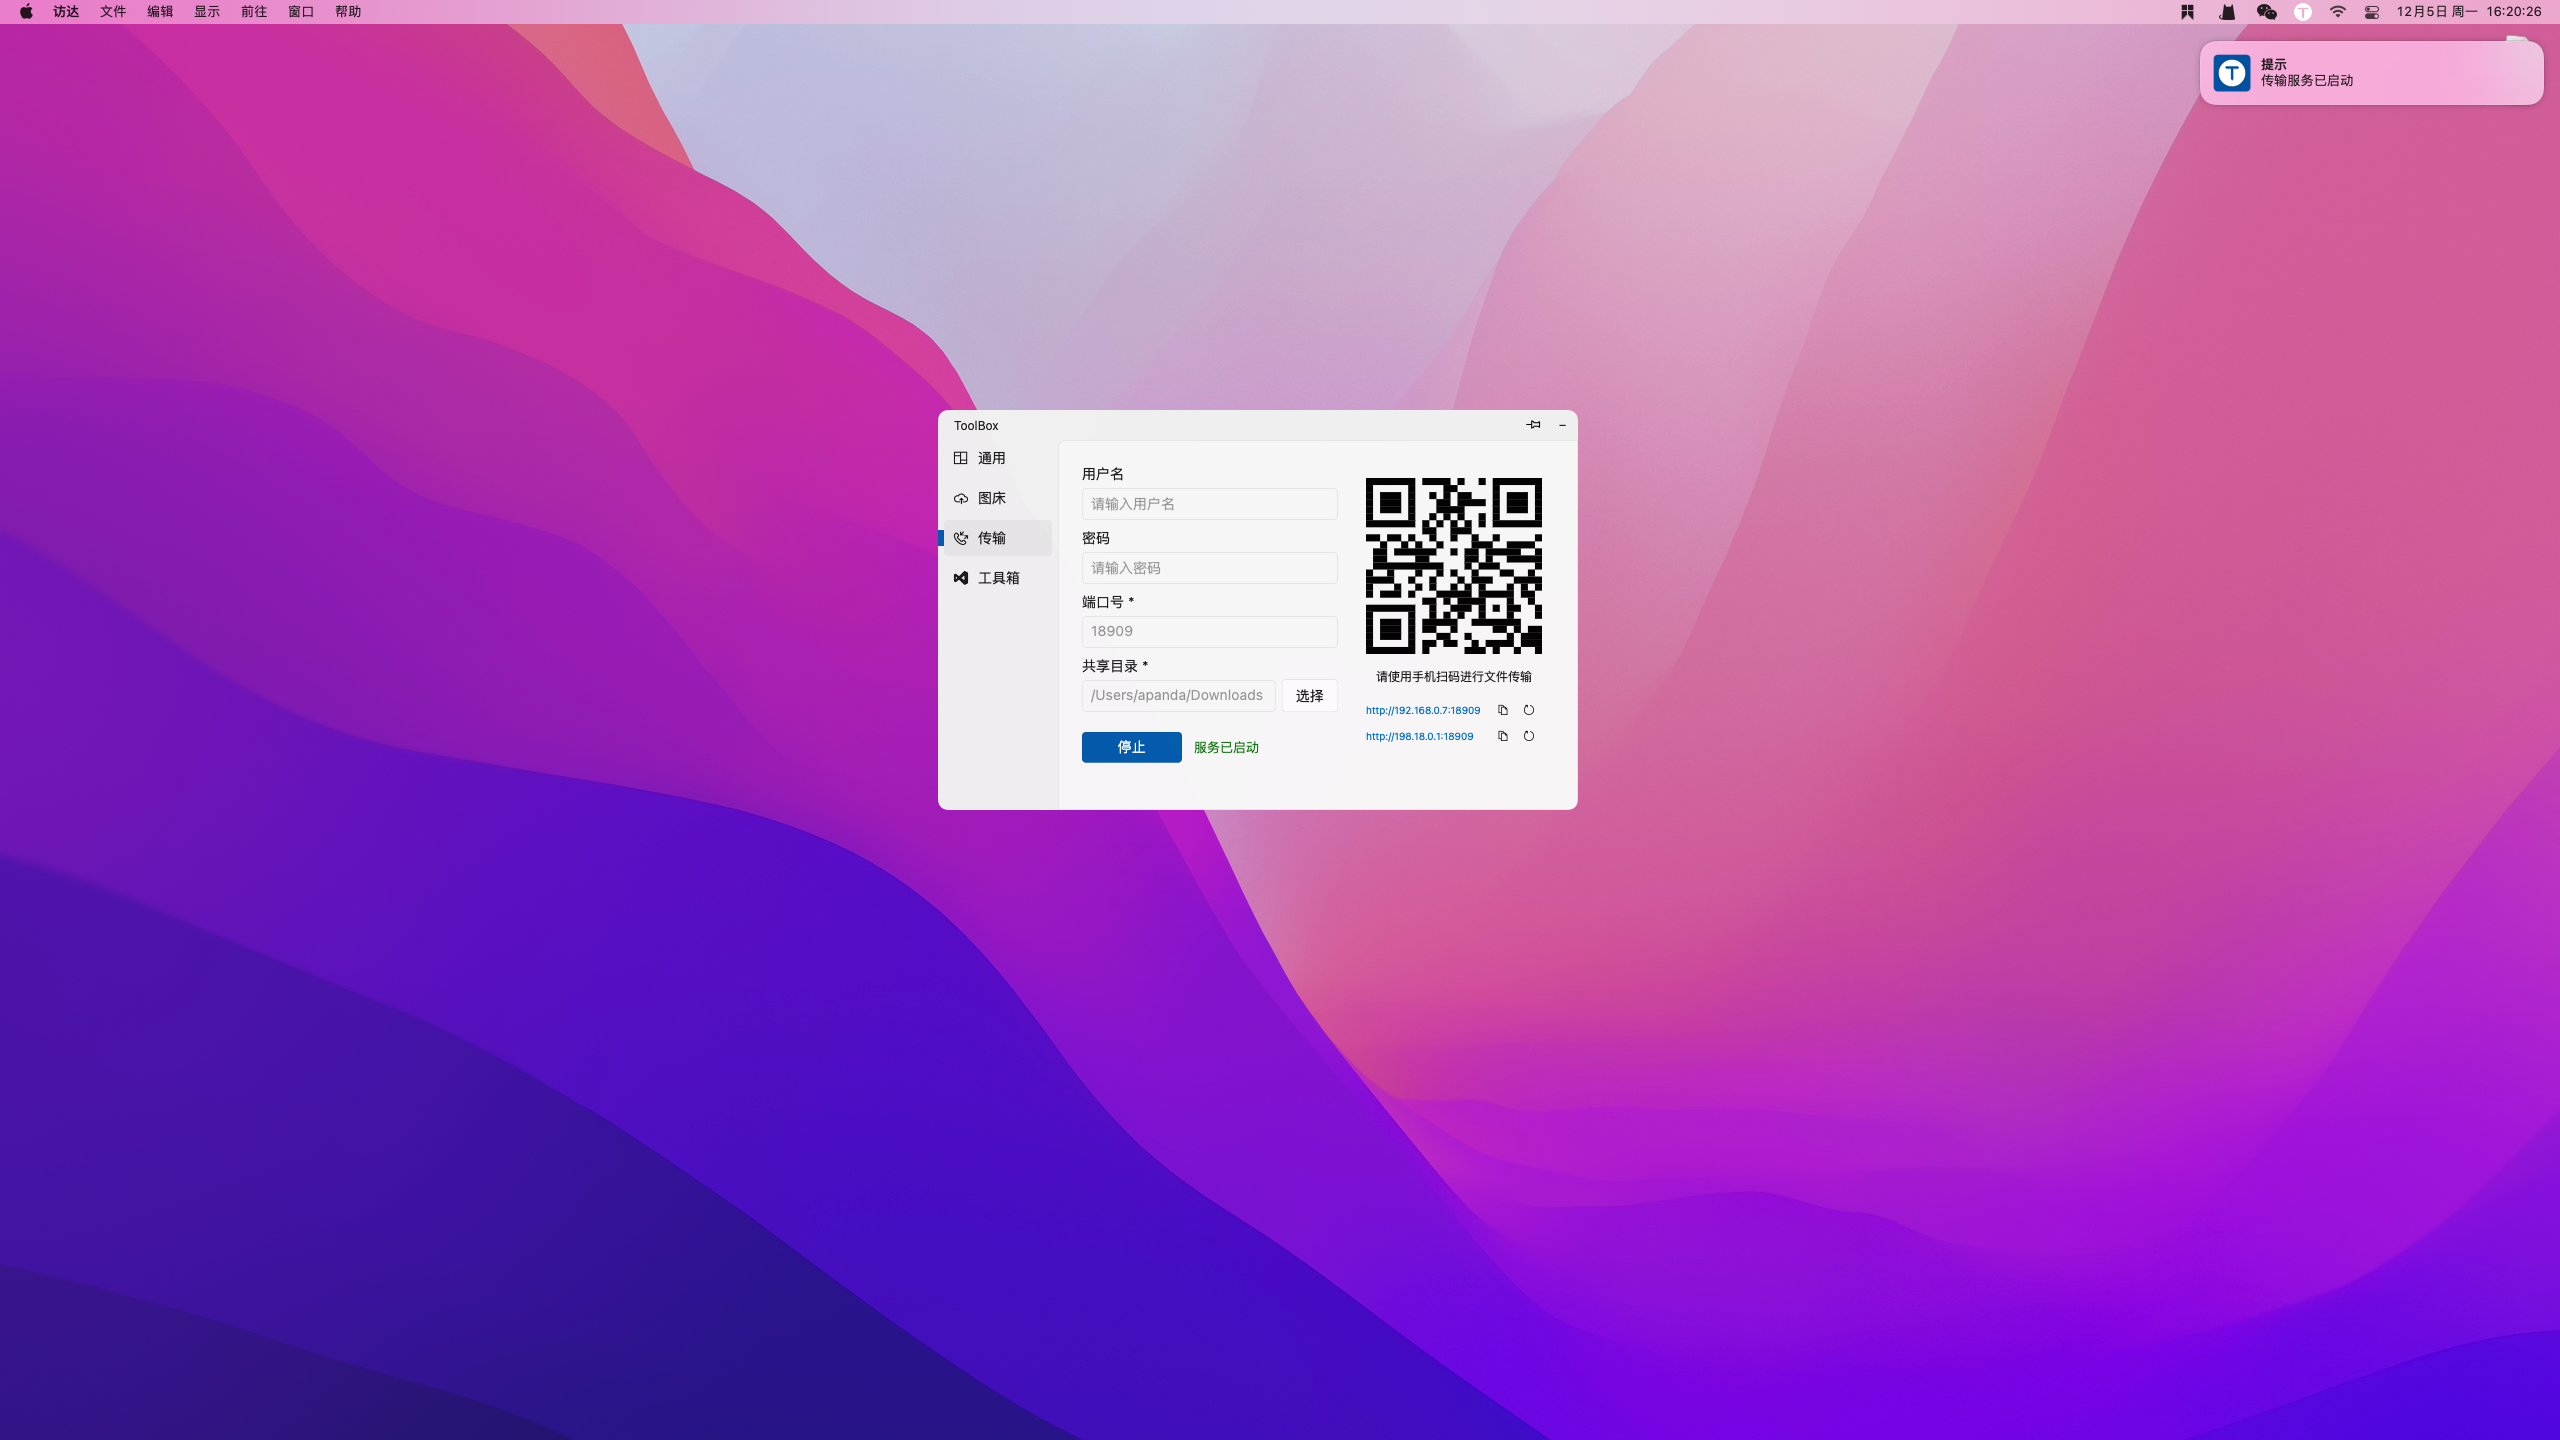 访达 文件 编辑 显示 前往 窗口 帮助
12月5日 周一 16:20:26
提示
传输服务已启动
ToolBox
通用
图床
传输
工具箱
用户名
请输入用户名
密码
请输入密码
端口号 *
18909
共享目录 *
/Users/apanda/Downloads 选择
停止 服务已启动
请使用手机扫码进行文件传输
http://192.168.0.7:18909
http://198.18.0.1:18909